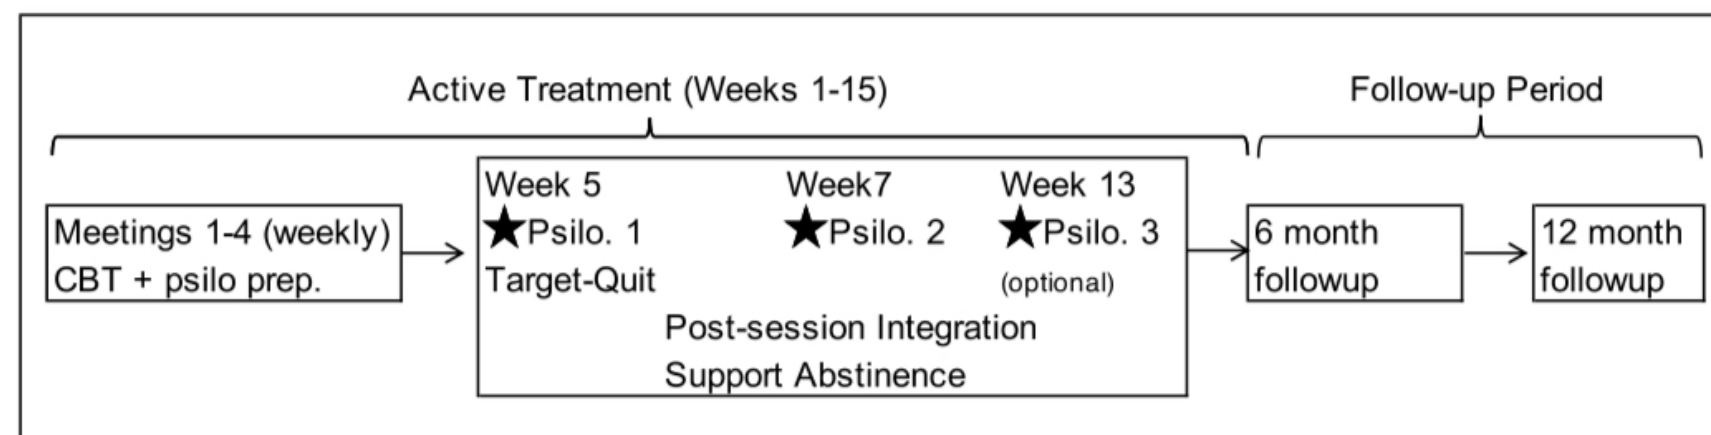 Active Treatment (Weeks 1-15)
Follow-up Period
Meetings 1-4 (weekly)
CBT + psilo prep.
Week 5
Psilo. 1
Target-Quit
Week7
Psilo. 2
Week 13
Psilo. 3
(optional)
Post-session Integration
Support Abstinence
6 month
followup
12 month
followup